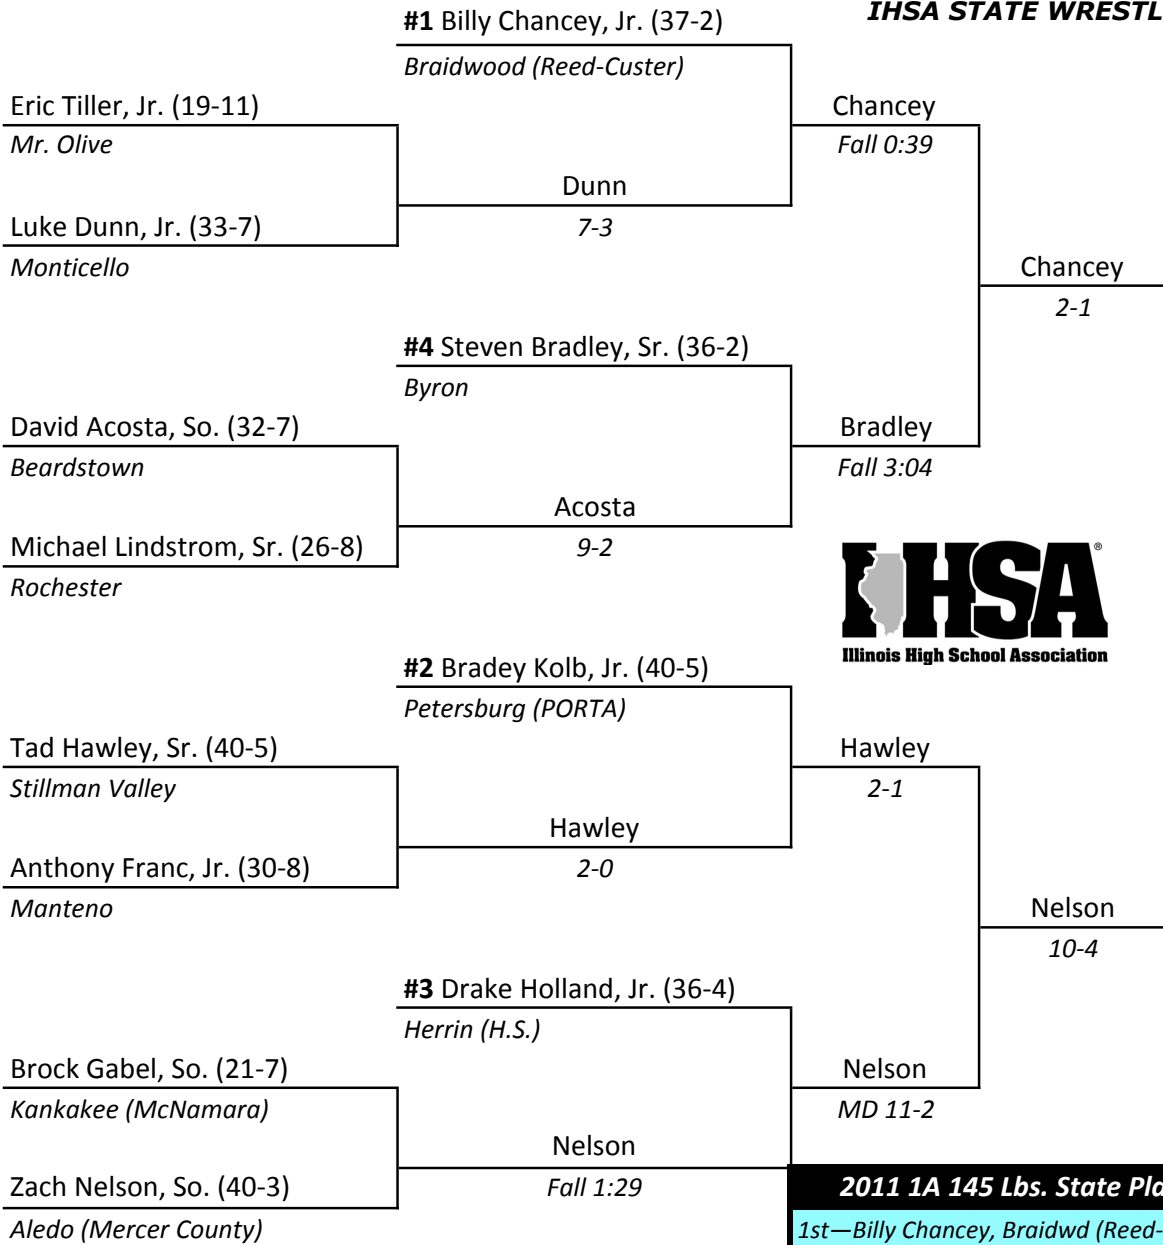 IHSA STATE WRESTL
#1 Billy Chancey, Jr. (37-2)
Braidwood (Reed-Custer)
Eric Tiller, Jr. (19-11)
Mr. Olive
Chancey
Fall 0:39
Dunn
7-3
Luke Dunn, Jr. (33-7)
Monticello
Chancey
2-1
#4 Steven Bradley, Sr. (36-2)
Byron
David Acosta, So. (32-7)
Beardstown
Bradley
Fall 3:04
Acosta
9-2
Michael Lindstrom, Sr. (26-8)
Rochester
IHSA®
Illinois High School Association
#2 Bradey Kolb, Jr. (40-5)
Petersburg (PORTA)
Tad Hawley, Sr. (40-5)
Stillman Valley
Hawley
2-1
Hawley
2-0
Anthony Franc, Jr. (30-8)
Manteno
Nelson
10-4
#3 Drake Holland, Jr. (36-4)
Herrin (H.S.)
Brock Gabel, So. (21-7)
Kankakee (McNamara)
Nelson
MD 11-2
Nelson
Fall 1:29
Zach Nelson, So. (40-3)
Aledo (Mercer County)
2011 1A 145 Lbs. State Pla
1st—Billy Chancey, Braidwd (Reed-